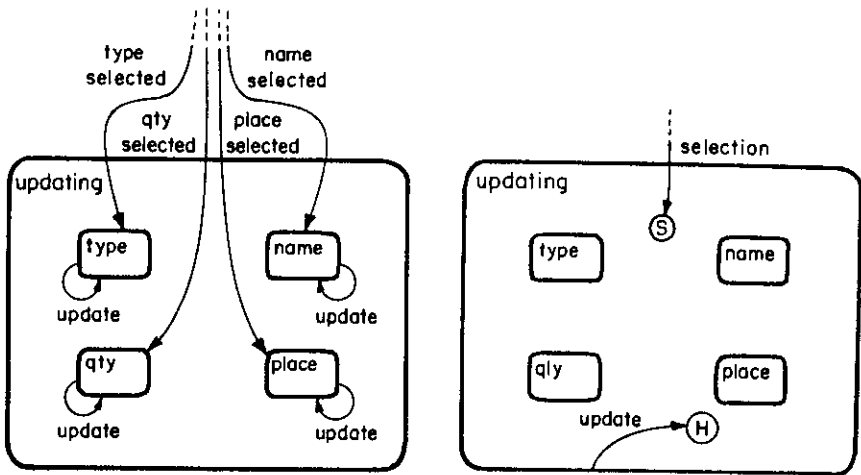 type
selected
name
selected
qty
selected
place
selected
updating
type
name
update
update
qty
place
update
update
selection
updating
S
type
name
qly
place
update
H